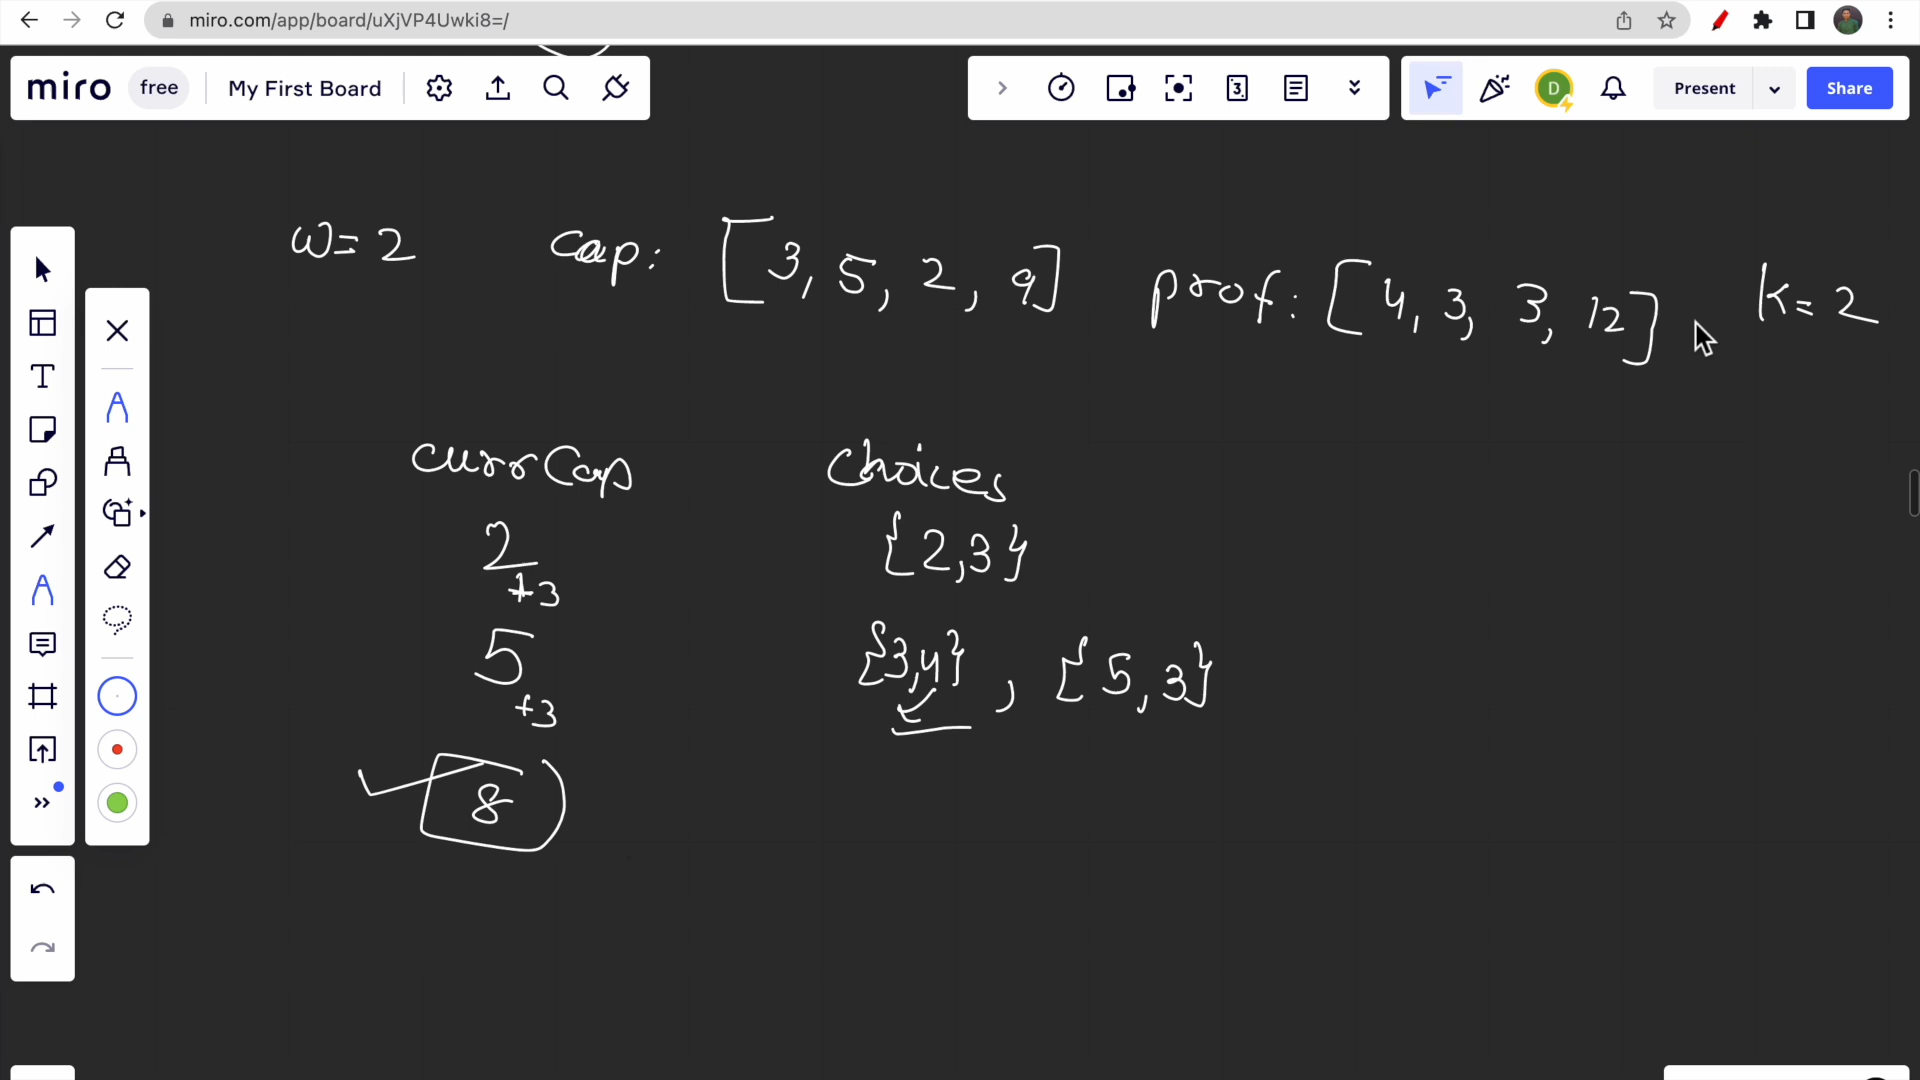 miro.com/app/board/uXjVP4Uwki8=/
miro free My First Board
3
D
Present
Share
w=2 cap: [3, 5, 2, 9] prof: [4, 3, 3, 12], k=2
currCap choices
2 {2,3}
+3
5 {3,4}, {5,3}
+3
8
T